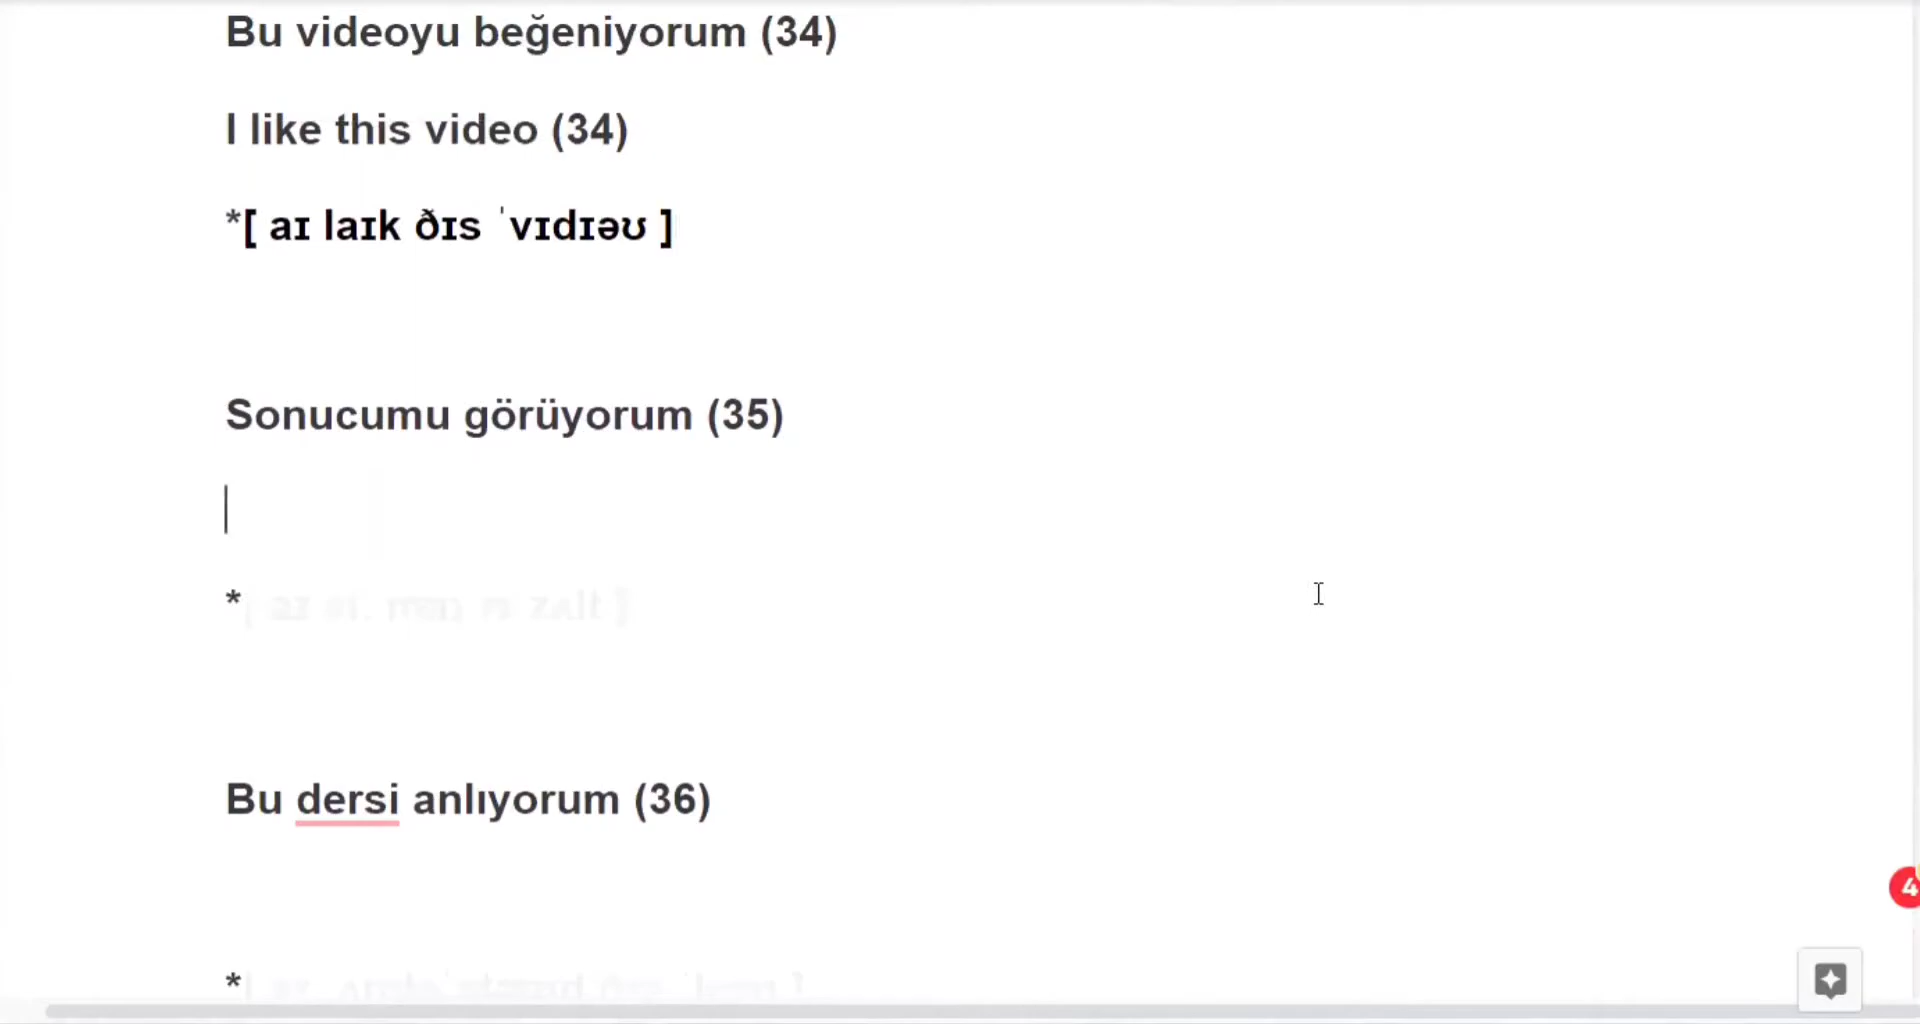 Bu videoyu beğeniyorum (34)
I like this video (34)
*[ aɪ laɪk ðɪs ˈvɪdɪəʊ ]
Sonucumu görüyorum (35)
*
Bu dersi anlıyorum (36)
*
4